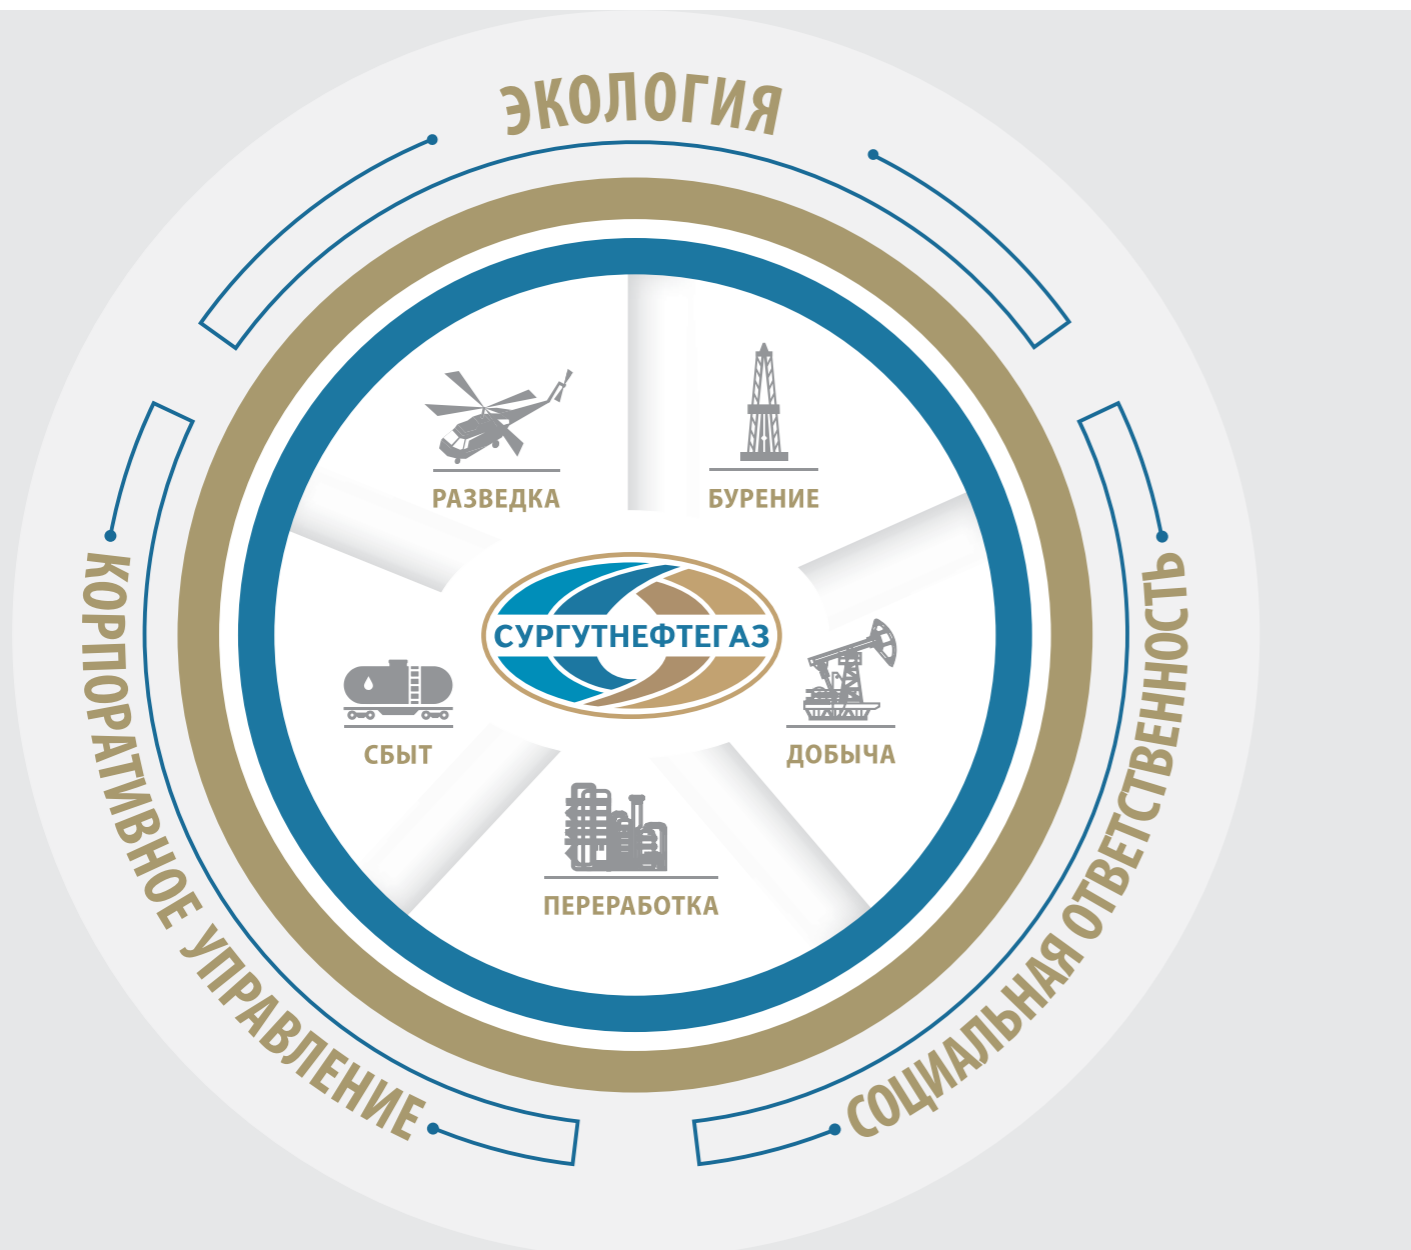 ЭКОЛОГИЯ
РАЗВЕДКА
БУРЕНИЕ
СУРГУТНЕФТЕГАЗ
СБЫТ
ДОБЫЧА
ПЕРЕРАБОТКА
КОРПОРАТИВНОЕ УПРАВЛЕНИЕ
СОЦИАЛЬНАЯ ОТВЕТСТВЕННОСТЬ